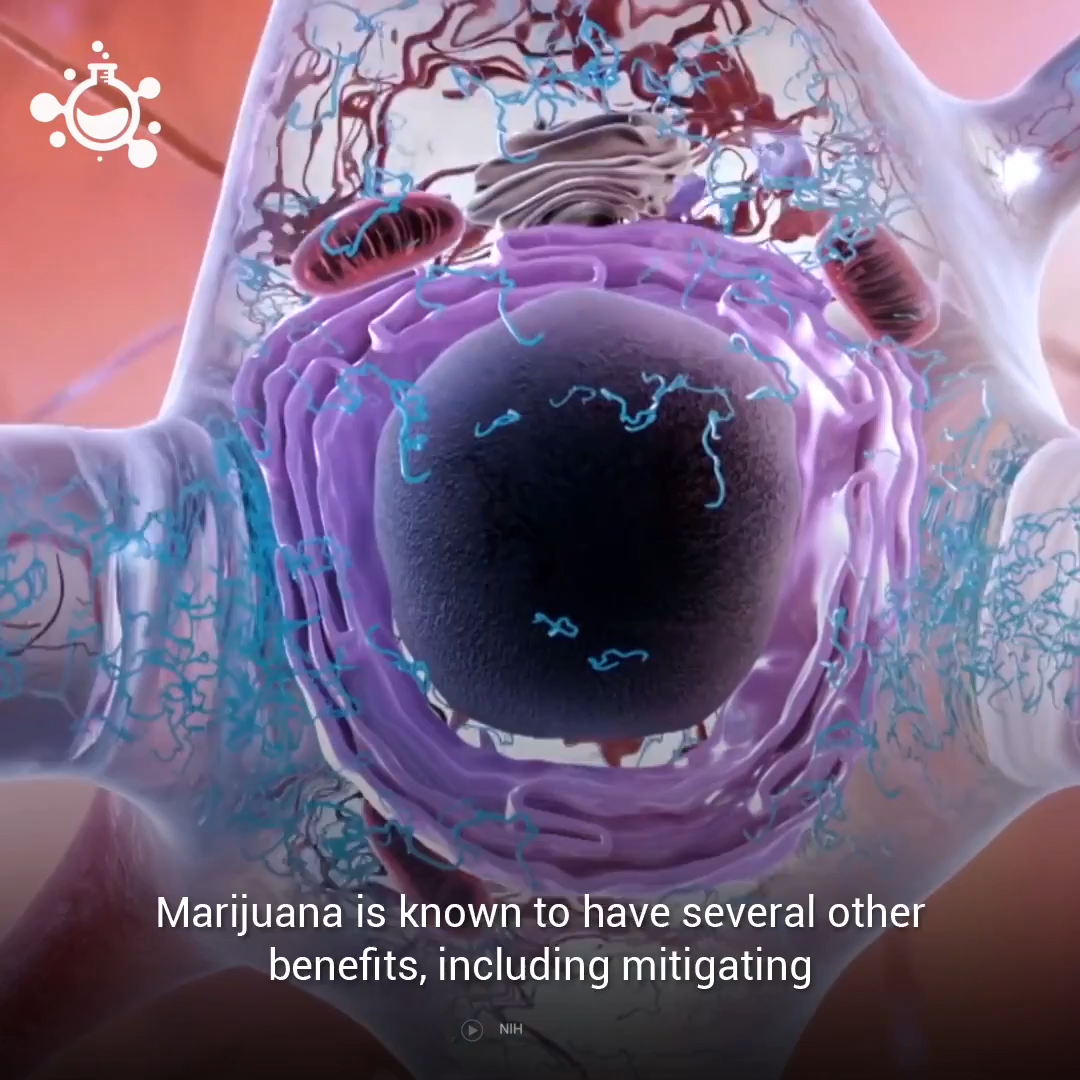 Marijuana is known to have several other
benefits, including mitigating
NIH